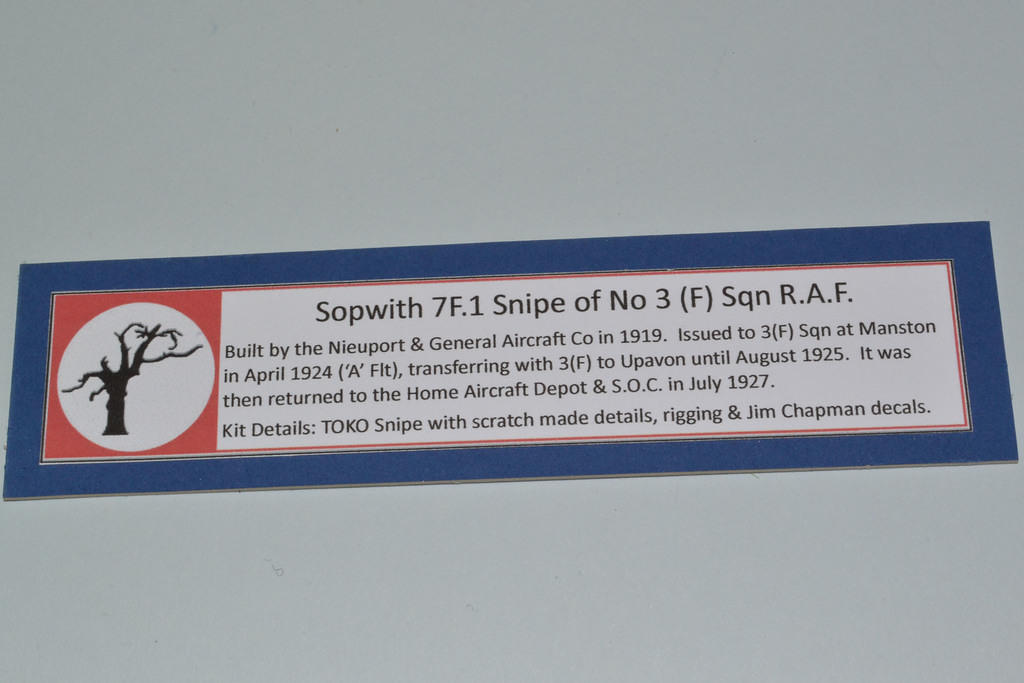 Sopwith 7F.1 Snipe of No 3 (F) Sqn R.A.F.
Built by the Nieuport & General Aircraft Co in 1919. Issued to 3(F) Sqn at Manston
in April 1924 (‘A’ Flt), transferring with 3(F) to Upavon until August 1925. It was
then returned to the Home Aircraft Depot & S.O.C. in July 1927.
Kit Details: TOKO Snipe with scratch made details, rigging & Jim Chapman decals.